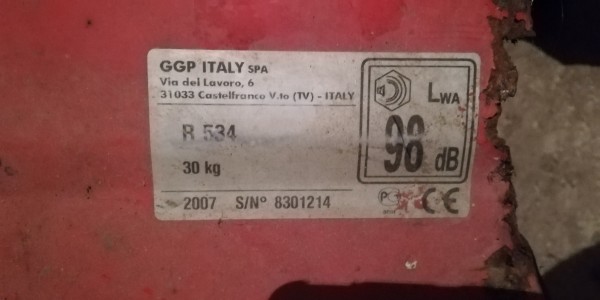 GGP ITALY SPA
Via del Lavoro, 6
31033 Castelfranco V.to (TV) - ITALY
R 534
30 kg
2007 S/N° 8301214
LWA
98 dB
CE